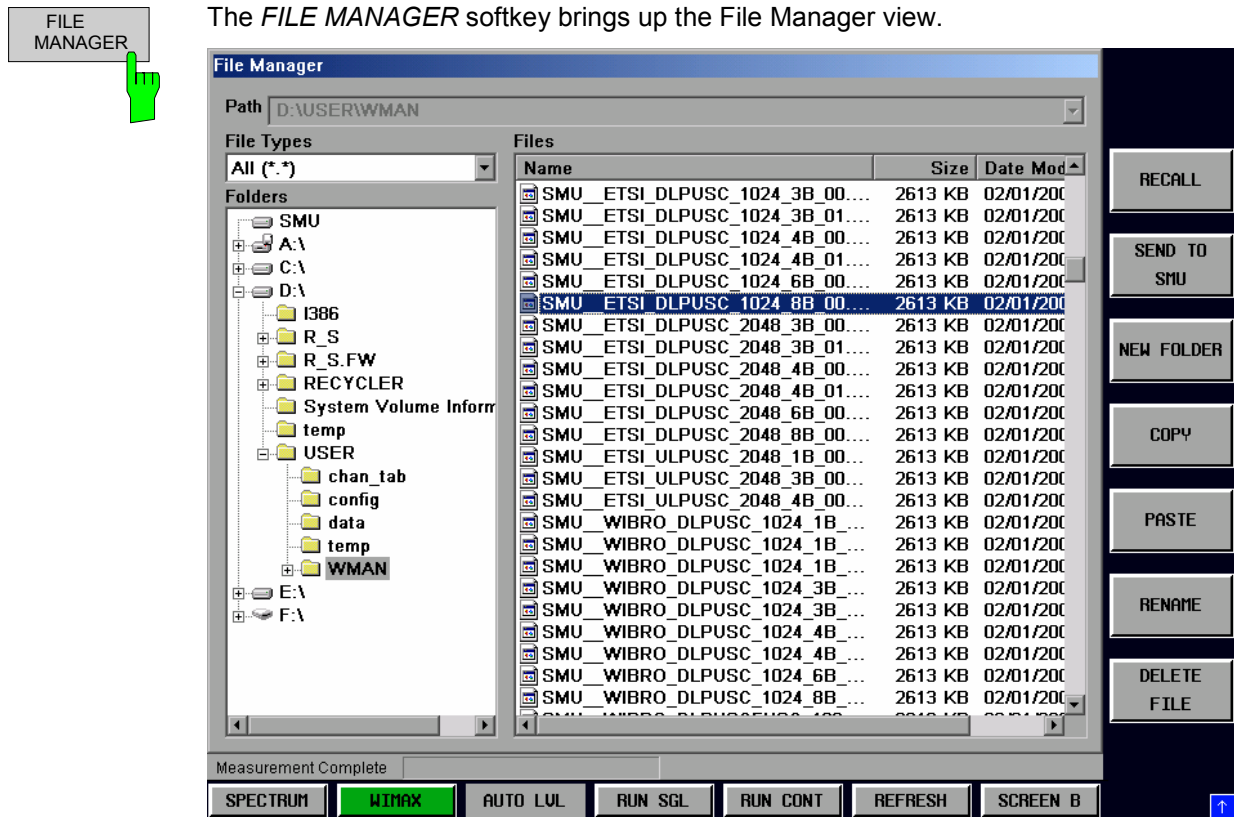 FILE
MANAGER
The FILE MANAGER softkey brings up the File Manager view.
File Manager
Path D:\USER\WMAN
File Types
All (*.*)
Folders
SMU
A:\
C:\
D:\
I386
R_S
R_S.FW
RECYCLER
System Volume Inform
temp
USER
chan_tab
config
data
temp
WMAN
E:\
F:\
Files
Name Size Date Mod
SMU__ETSI_DLPUSC_1024_3B_00.... 2613 KB 02/01/200
SMU__ETSI_DLPUSC_1024_3B_01.... 2613 KB 02/01/200
SMU__ETSI_DLPUSC_1024_4B_00.... 2613 KB 02/01/200
SMU__ETSI_DLPUSC_1024_4B_01.... 2613 KB 02/01/200
SMU__ETSI_DLPUSC_1024_6B_00.... 2613 KB 02/01/200
SMU__ETSI_DLPUSC_1024_8B_00.... 2613 KB 02/01/200
SMU__ETSI_DLPUSC_2048_3B_00.... 2613 KB 02/01/200
SMU__ETSI_DLPUSC_2048_3B_01.... 2613 KB 02/01/200
SMU__ETSI_DLPUSC_2048_4B_00.... 2613 KB 02/01/200
SMU__ETSI_DLPUSC_2048_4B_01.... 2613 KB 02/01/200
SMU__ETSI_DLPUSC_2048_6B_00.... 2613 KB 02/01/200
SMU__ETSI_DLPUSC_2048_8B_00.... 2613 KB 02/01/200
SMU__ETSI_ULPUSC_2048_1B_00... 2613 KB 02/01/200
SMU__ETSI_ULPUSC_2048_3B_00... 2613 KB 02/01/200
SMU__ETSI_ULPUSC_2048_4B_00... 2613 KB 02/01/200
SMU__WIBRO_DLPUSC_1024_1B_... 2613 KB 02/01/200
SMU__WIBRO_DLPUSC_1024_1B_... 2613 KB 02/01/200
SMU__WIBRO_DLPUSC_1024_1B_... 2613 KB 02/01/200
SMU__WIBRO_DLPUSC_1024_3B_... 2613 KB 02/01/200
SMU__WIBRO_DLPUSC_1024_3B_... 2613 KB 02/01/200
SMU__WIBRO_DLPUSC_1024_4B_... 2613 KB 02/01/200
SMU__WIBRO_DLPUSC_1024_4B_... 2613 KB 02/01/200
SMU__WIBRO_DLPUSC_1024_6B_... 2613 KB 02/01/200
SMU__WIBRO_DLPUSC_1024_8B_... 2613 KB 02/01/200
RECALL
SEND TO
SMU
NEW FOLDER
COPY
PASTE
RENAME
DELETE
FILE
Measurement Complete
SPECTRUM WIMAX AUTO LVL RUN SGL RUN CONT REFRESH SCREEN B